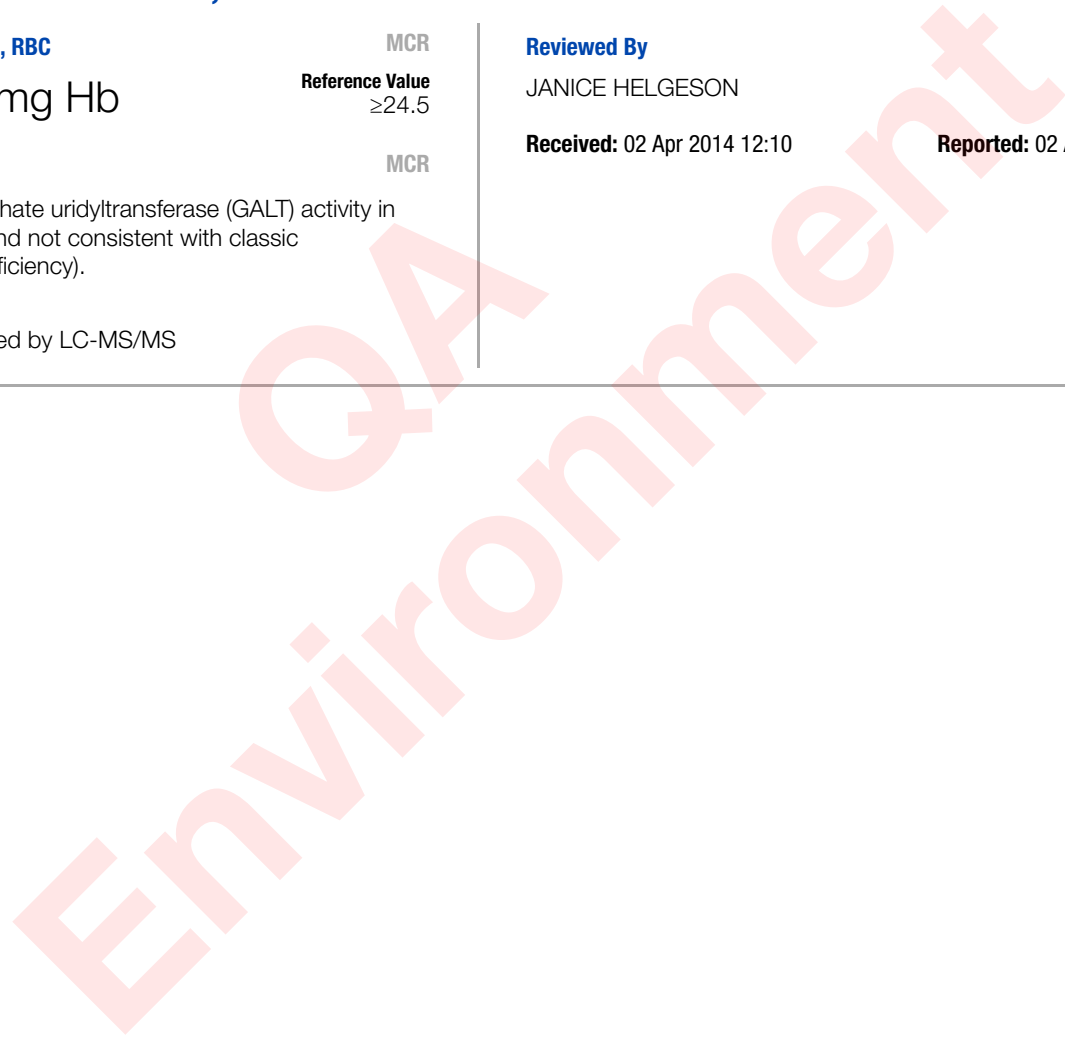 , RBC
MCR
mg Hb
Reference Value
≥24.5
MCR
hate uridyltransferase (GALT) activity in
nd not consistent with classic
ficiency).
ed by LC-MS/MS
Reviewed By
JANICE HELGESON
Received: 02 Apr 2014 12:10
Reported: 02
QA
Environment